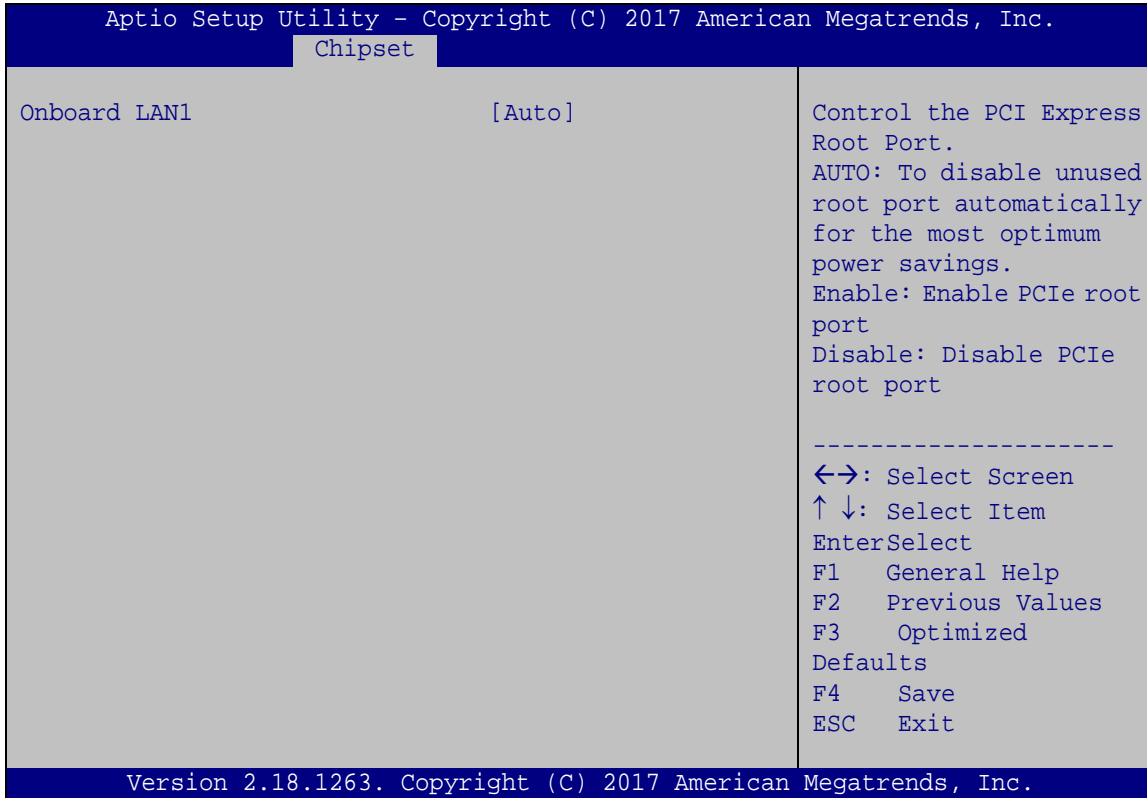 Aptio Setup Utility – Copyright (C) 2017 American Megatrends, Inc.
Chipset
Onboard LAN1 [Auto]
Control the PCI Express
Root Port.
AUTO: To disable unused
root port automatically
for the most optimum
power savings.
Enable: Enable PCIe root
port
Disable: Disable PCIe
root port
---------------------
←→: Select Screen
↑ ↓: Select Item
EnterSelect
F1 General Help
F2 Previous Values
F3 Optimized
Defaults
F4 Save
ESC Exit
Version 2.18.1263. Copyright (C) 2017 American Megatrends, Inc.